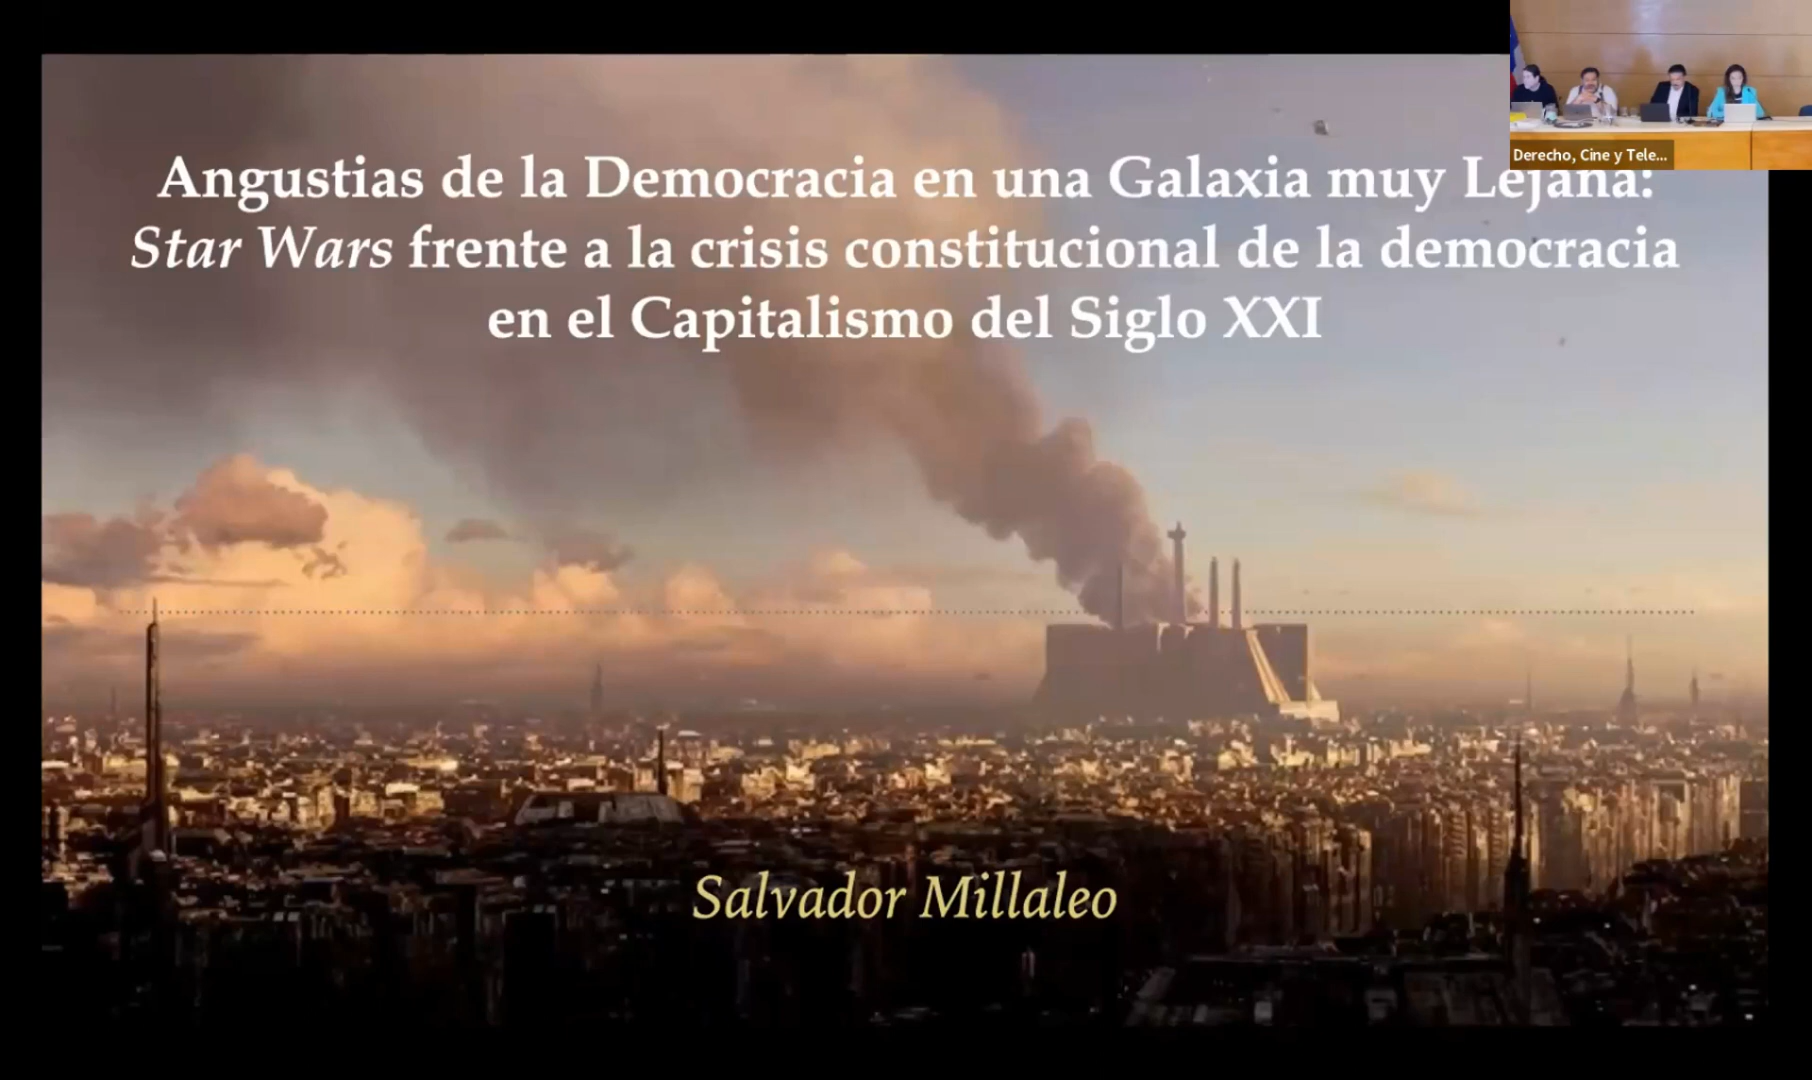 Derecho, Cine y Tele...
Angustias de la Democracia en una Galaxia muy Lejana:
Star Wars frente a la crisis constitucional de la democracia
en el Capitalismo del Siglo XXI
Salvador Millaleo